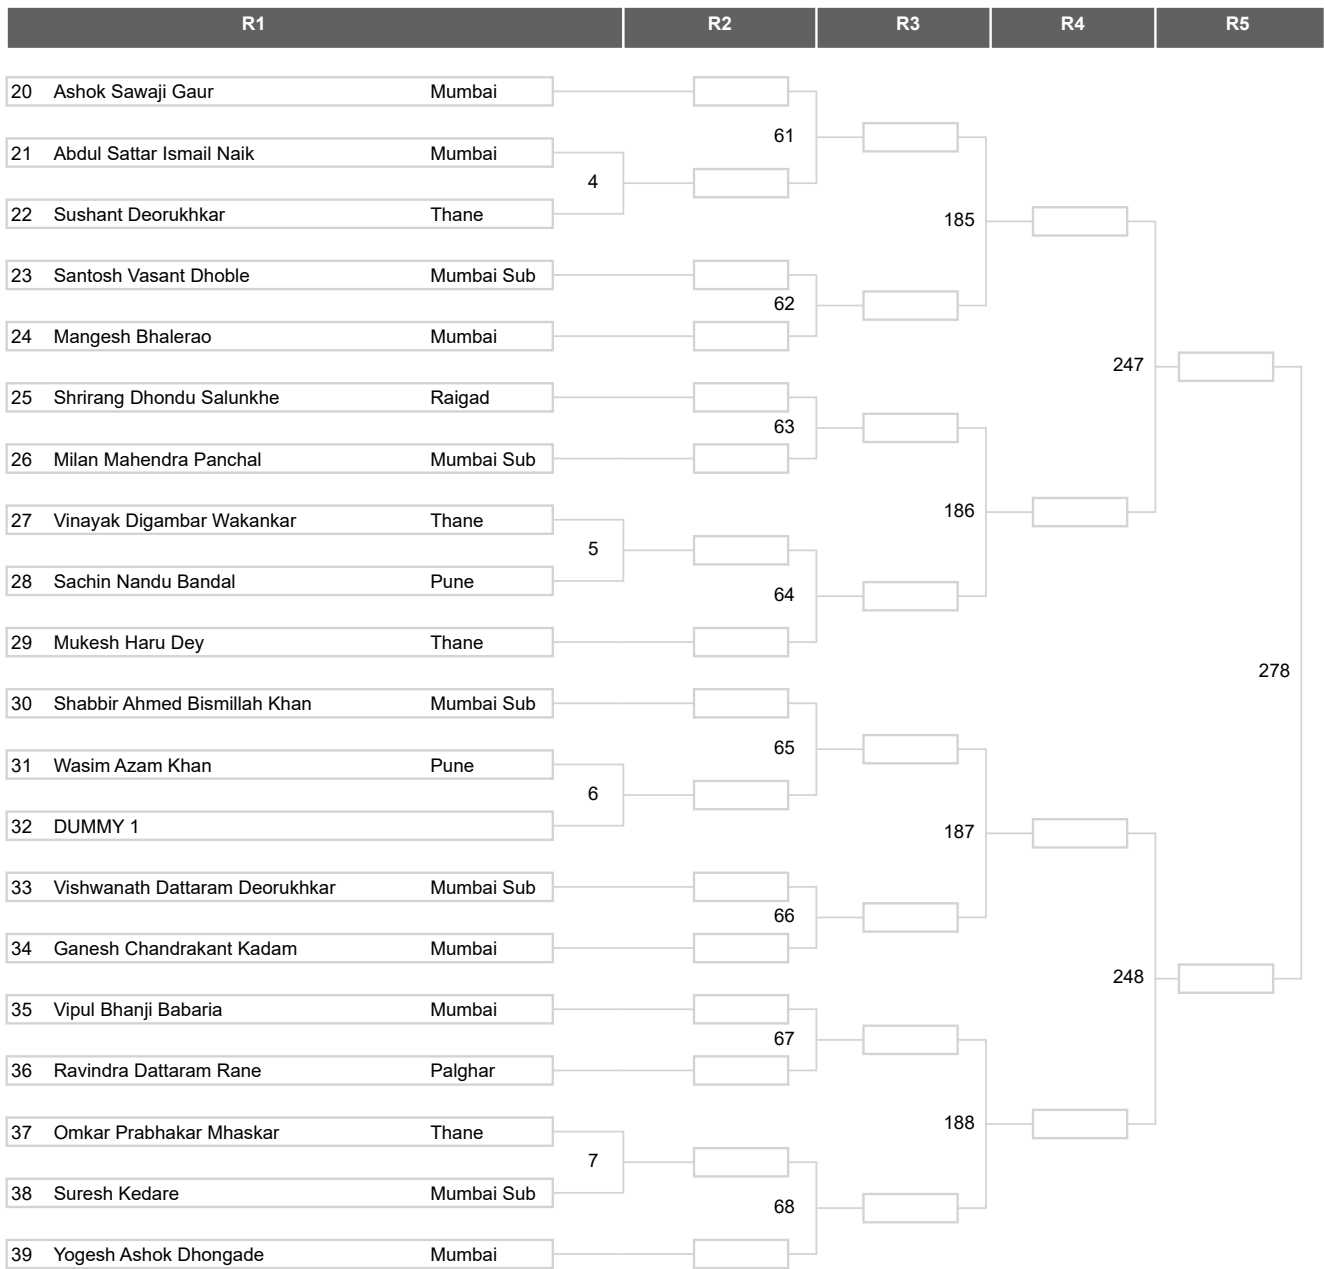 R1 R2 R3 R4 R5
20 Ashok Sawaji Gaur Mumbai
61
21 Abdul Sattar Ismail Naik Mumbai
4
22 Sushant Deorukhkar Thane
185
23 Santosh Vasant Dhoble Mumbai Sub
62
24 Mangesh Bhalerao Mumbai
247
25 Shrirang Dhondu Salunkhe Raigad
63
26 Milan Mahendra Panchal Mumbai Sub
186
27 Vinayak Digambar Wakankar Thane
5
28 Sachin Nandu Bandal Pune
64
29 Mukesh Haru Dey Thane
278
30 Shabbir Ahmed Bismillah Khan Mumbai Sub
65
31 Wasim Azam Khan Pune
6
32 DUMMY 1
187
33 Vishwanath Dattaram Deorukhkar Mumbai Sub
66
34 Ganesh Chandrakant Kadam Mumbai
248
35 Vipul Bhanji Babaria Mumbai
67
36 Ravindra Dattaram Rane Palghar
188
37 Omkar Prabhakar Mhaskar Thane
7
38 Suresh Kedare Mumbai Sub
68
39 Yogesh Ashok Dhongade Mumbai